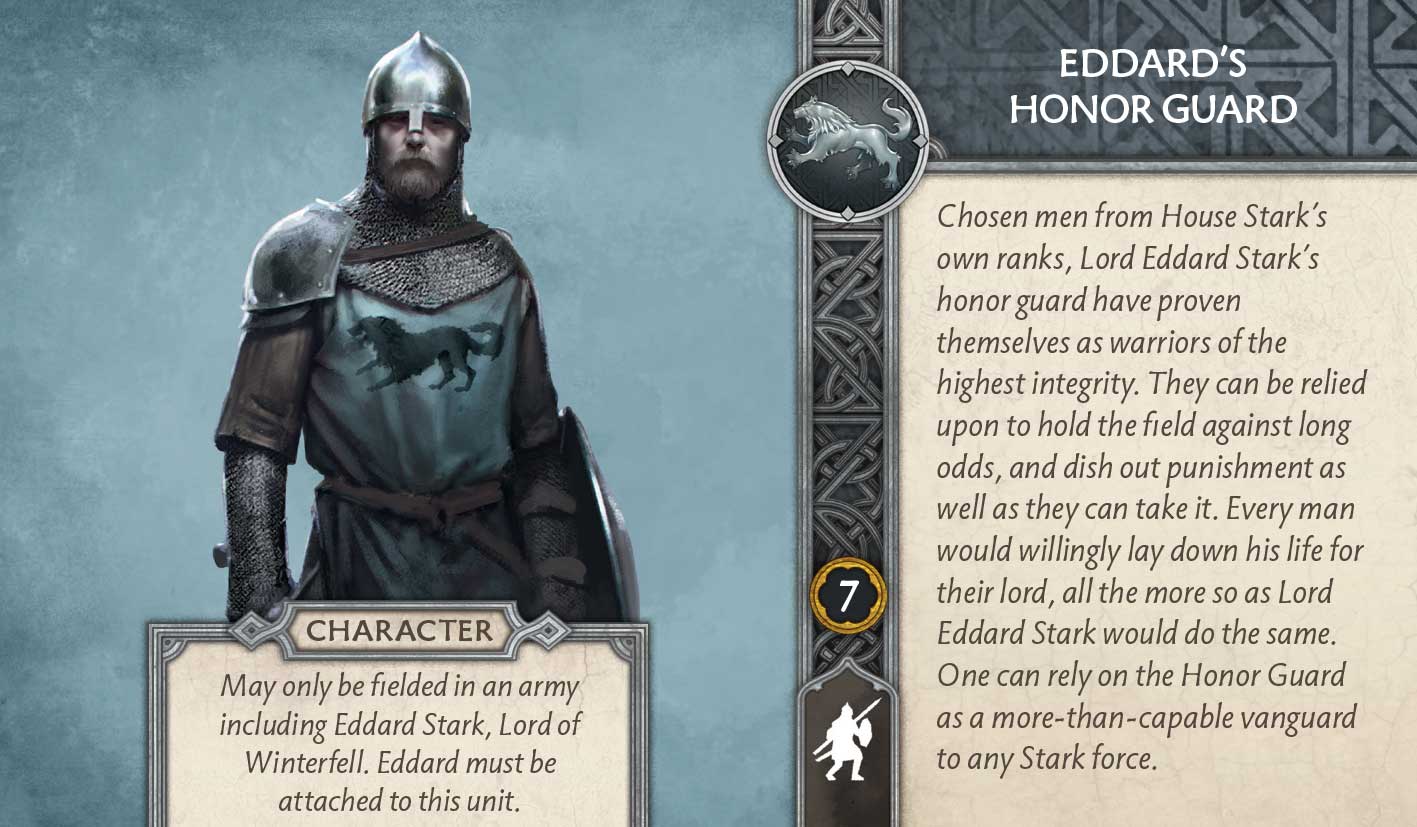 EDDARD'S
HONOR GUARD
Chosen men from House Stark's
own ranks, Lord Eddard Stark's
honor guard have proven
themselves as warriors of the
highest integrity. They can be relied
upon to hold the field against long
odds, and dish out punishment as
well as they can take it. Every man
would willingly lay down his life for
their lord, all the more so as Lord
Eddard Stark would do the same.
One can rely on the Honor Guard
as a more-than-capable vanguard
to any Stark force.
7
CHARACTER
May only be fielded in an army
including Eddard Stark, Lord of
Winterfell. Eddard must be
attached to this unit.